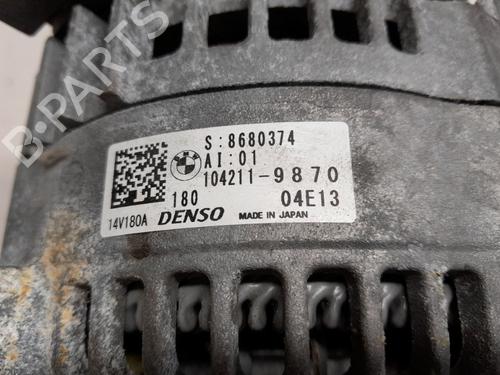 S:8680374
AI:01
104211-9870
180 04E13
14V180A DENSO MADE IN JAPAN
B-PARTS